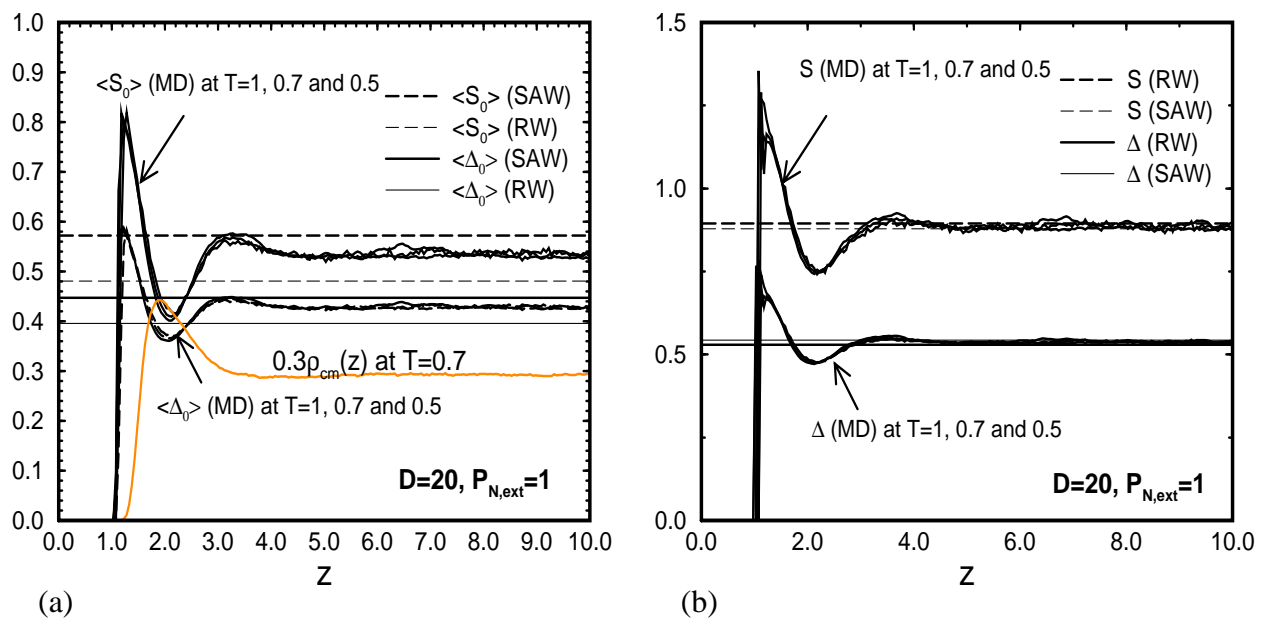 1.0
0.9
0.8
0.7
0.6
0.5
0.4
0.3
0.2
0.1
0.0
0.0 1.0 2.0 3.0 4.0 5.0 6.0 7.0 8.0 9.0 10.0
z
<S₀> (MD) at T=1, 0.7 and 0.5
<S₀> (SAW)
<S₀> (RW)
<Δ₀> (SAW)
<Δ₀> (RW)
0.3ρcm(z) at T=0.7
<Δ₀> (MD) at T=1, 0.7 and 0.5
D=20, PN,ext=1
(a)
1.5
1.0
0.5
0.0
0.0 2.0 4.0 6.0 8.0 10.0
z
S (MD) at T=1, 0.7 and 0.5
S (RW)
S (SAW)
Δ (RW)
Δ (SAW)
Δ (MD) at T=1, 0.7 and 0.5
D=20, PN,ext=1
(b)